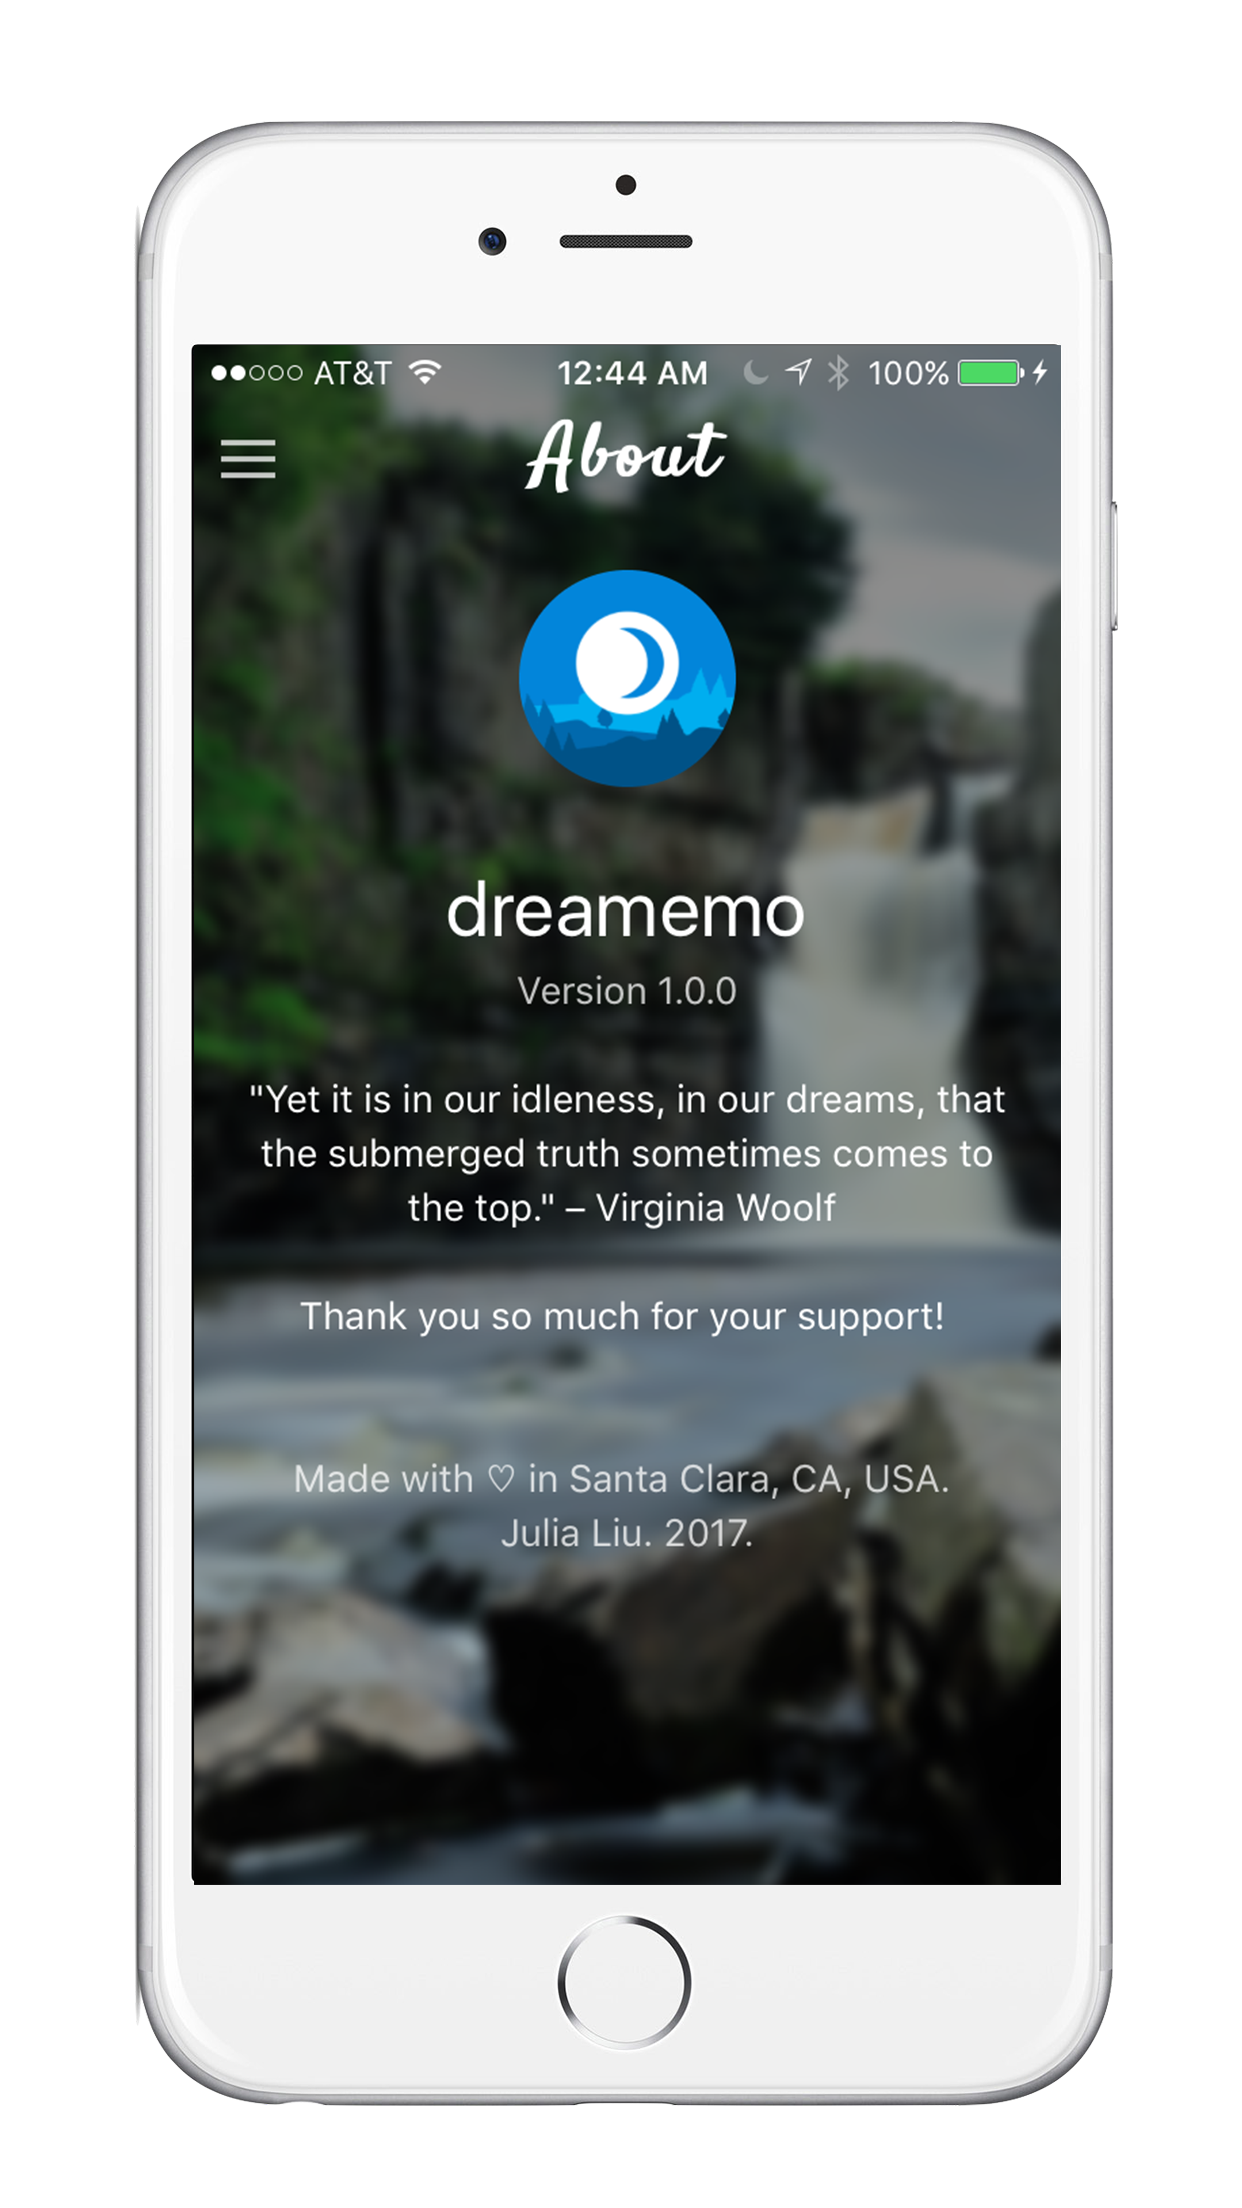 AT&T 12:44 AM 100%
About
dreamemo
Version 1.0.0
"Yet it is in our idleness, in our dreams, that
the submerged truth sometimes comes to
the top." – Virginia Woolf
Thank you so much for your support!
Made with ♡ in Santa Clara, CA, USA.
Julia Liu. 2017.